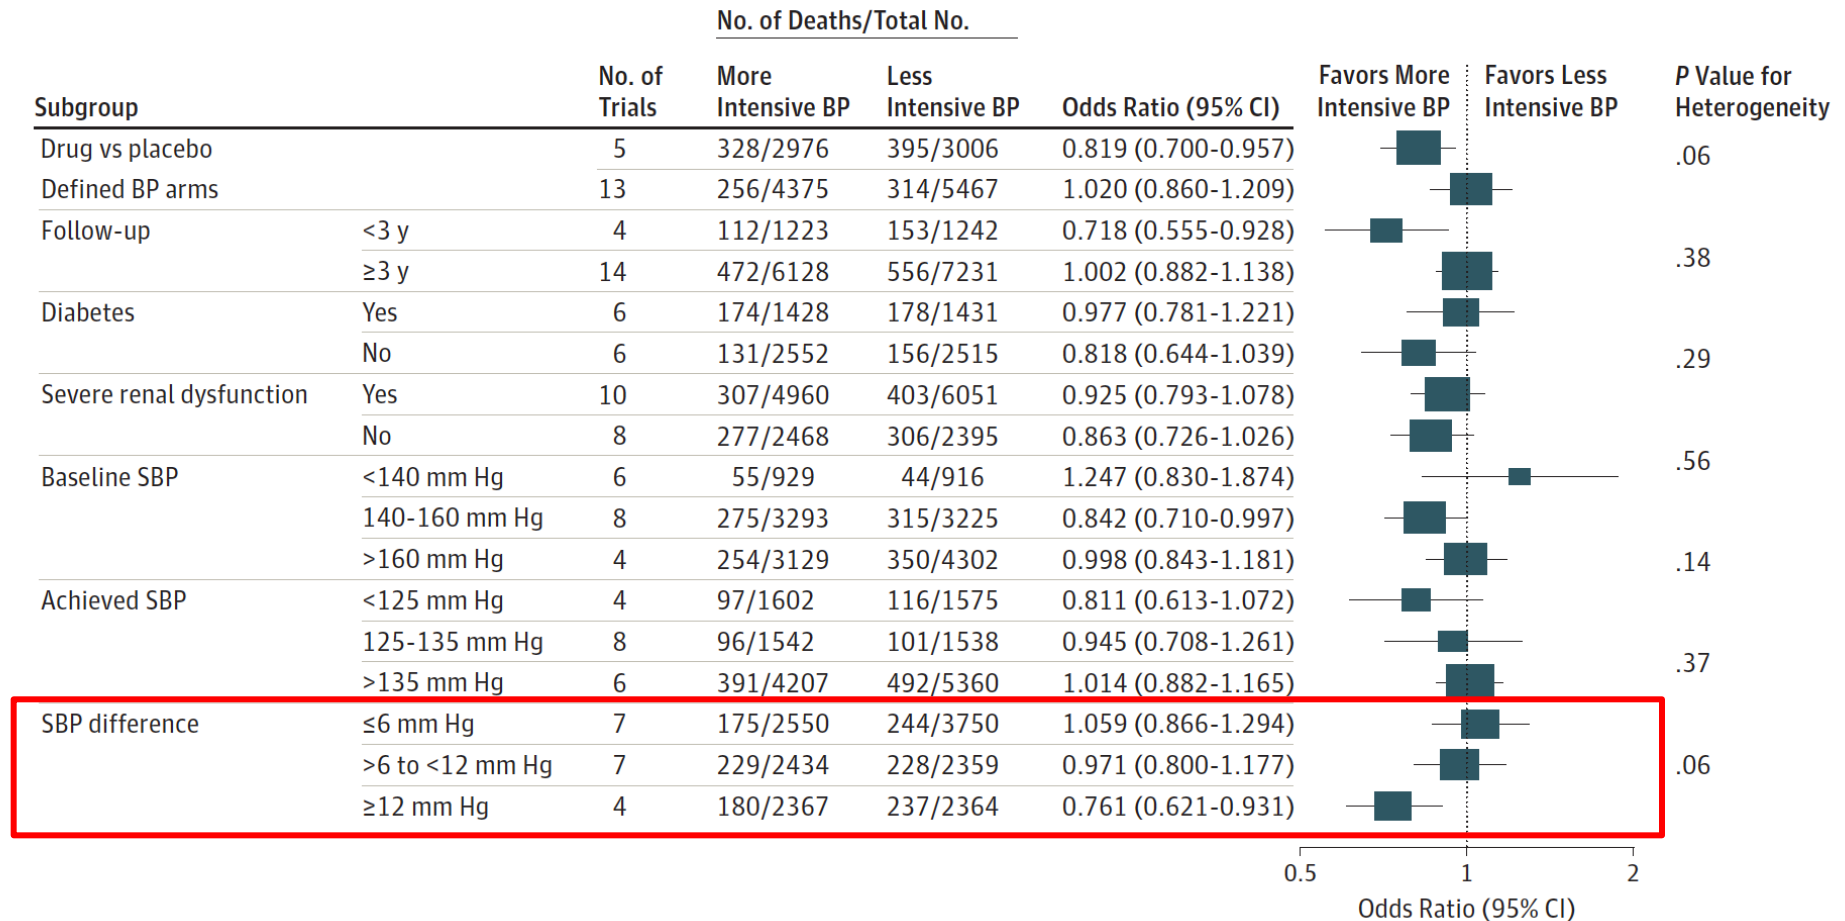 No. of Deaths/Total No.
Subgroup No. of Trials More Intensive BP Less Intensive BP Odds Ratio (95% CI) Favors More Intensive BP Favors Less Intensive BP P Value for Heterogeneity
Drug vs placebo 5 328/2976 395/3006 0.819 (0.700-0.957) .06
Defined BP arms 13 256/4375 314/5467 1.020 (0.860-1.209)
Follow-up <3 y 4 112/1223 153/1242 0.718 (0.555-0.928)
≥3 y 14 472/6128 556/7231 1.002 (0.882-1.138) .38
Diabetes Yes 6 174/1428 178/1431 0.977 (0.781-1.221)
No 6 131/2552 156/2515 0.818 (0.644-1.039) .29
Severe renal dysfunction Yes 10 307/4960 403/6051 0.925 (0.793-1.078)
No 8 277/2468 306/2395 0.863 (0.726-1.026)
Baseline SBP <140 mm Hg 6 55/929 44/916 1.247 (0.830-1.874) .56
140-160 mm Hg 8 275/3293 315/3225 0.842 (0.710-0.997)
>160 mm Hg 4 254/3129 350/4302 0.998 (0.843-1.181) .14
Achieved SBP <125 mm Hg 4 97/1602 116/1575 0.811 (0.613-1.072)
125-135 mm Hg 8 96/1542 101/1538 0.945 (0.708-1.261)
>135 mm Hg 6 391/4207 492/5360 1.014 (0.882-1.165) .37
SBP difference ≤6 mm Hg 7 175/2550 244/3750 1.059 (0.866-1.294)
>6 to <12 mm Hg 7 229/2434 228/2359 0.971 (0.800-1.177) .06
≥12 mm Hg 4 180/2367 237/2364 0.761 (0.621-0.931)
0.5 1 2
Odds Ratio (95% CI)